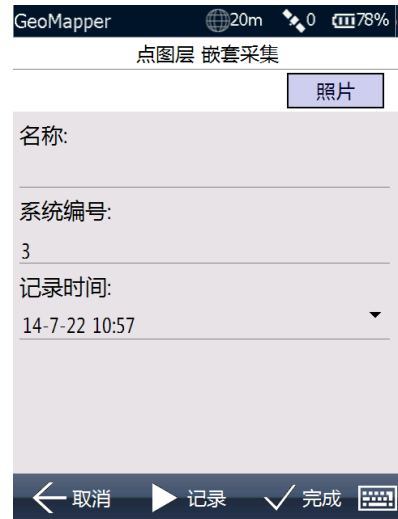 GeoMapper 20m 0 78%
点图层 嵌套采集
照片
名称:
系统编号:
3
记录时间:
14-7-22 10:57
取消 记录 完成